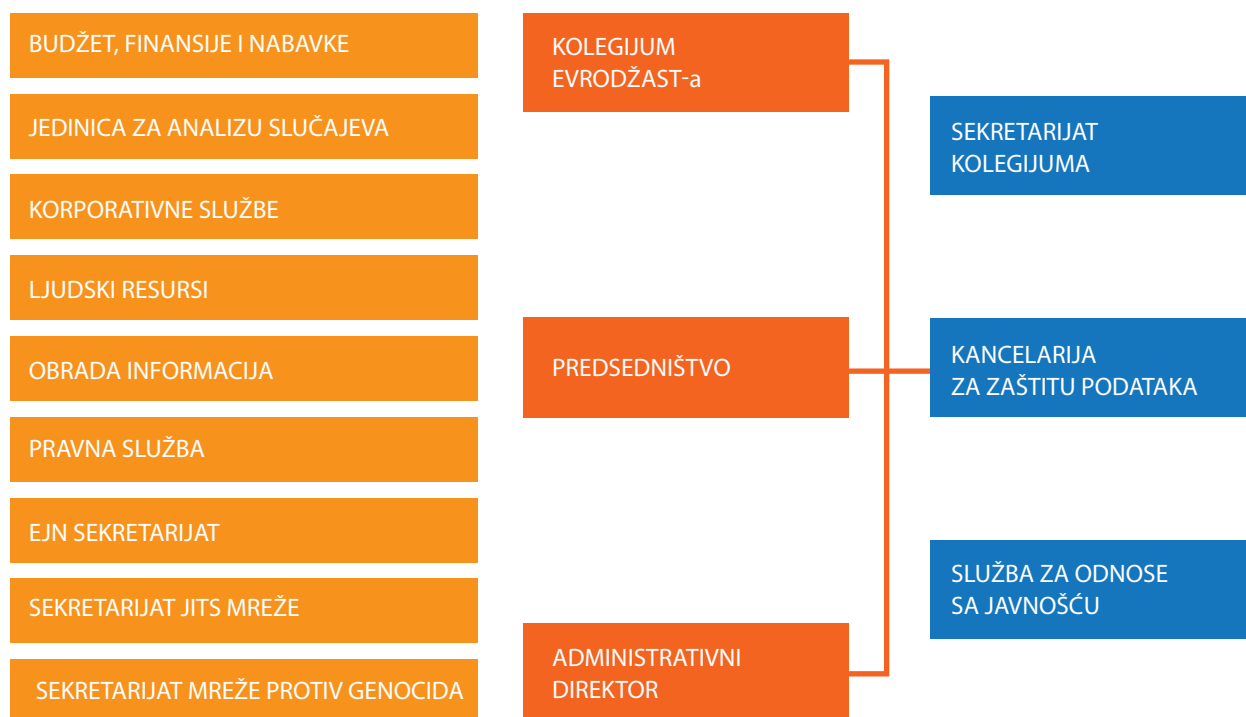 BUDŽET, FINANSIJE I NABAVKE
JEDINICA ZA ANALIZU SLUČAJEVA
KORPORATIVNE SLUŽBE
LJUDSKI RESURSI
OBRADA INFORMACIJA
PRAVNA SLUŽBA
EJN SEKRETARIJAT
SEKRETARIJAT JITS MREŽE
SEKRETARIJAT MREŽE PROTIV GENOCIDA
KOLEGIJUM
EVRODŽAST-a
PREDSEDNIŠTVO
ADMINISTRATIVNI
DIREKTOR
SEKRETARIJAT
KOLEGIJUMA
KANCELARIJA
ZA ZAŠTITU PODATAKA
SLUŽBA ZA ODNOSE
SA JAVNOŠĆU